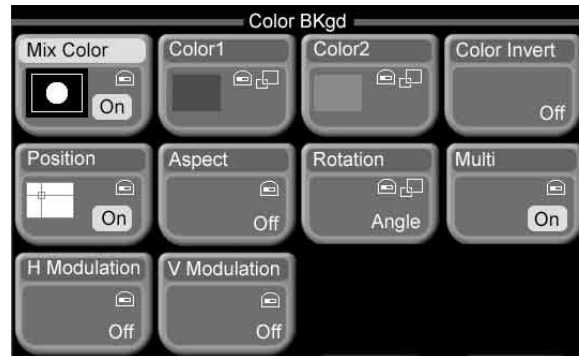 Color BKgd
Mix Color
On
Color1
Color2
Color Invert
Off
Position
On
Aspect
Off
Rotation
Angle
Multi
On
H Modulation
Off
V Modulation
Off